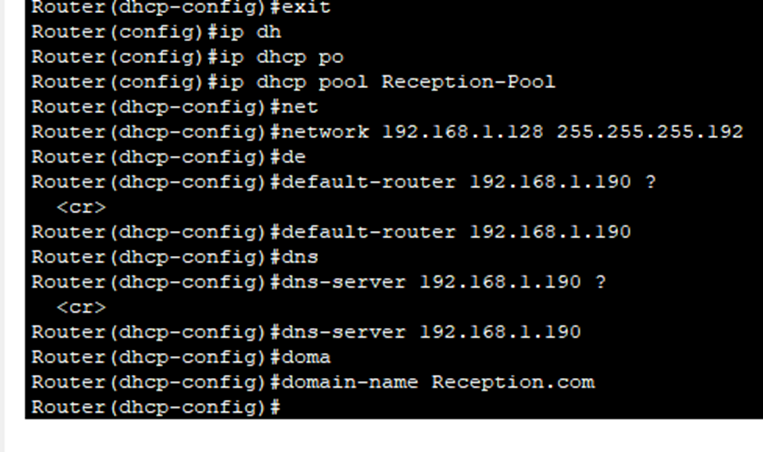 Router(dhcp-config)#exit
Router(config)#ip dh
Router(config)#ip dhcp po
Router(config)#ip dhcp pool Reception-Pool
Router(dhcp-config)#net
Router(dhcp-config)#network 192.168.1.128 255.255.255.192
Router(dhcp-config)#de
Router(dhcp-config)#default-router 192.168.1.190 ?
  <cr>
Router(dhcp-config)#default-router 192.168.1.190
Router(dhcp-config)#dns
Router(dhcp-config)#dns-server 192.168.1.190 ?
  <cr>
Router(dhcp-config)#dns-server 192.168.1.190
Router(dhcp-config)#doma
Router(dhcp-config)#domain-name Reception.com
Router(dhcp-config)#